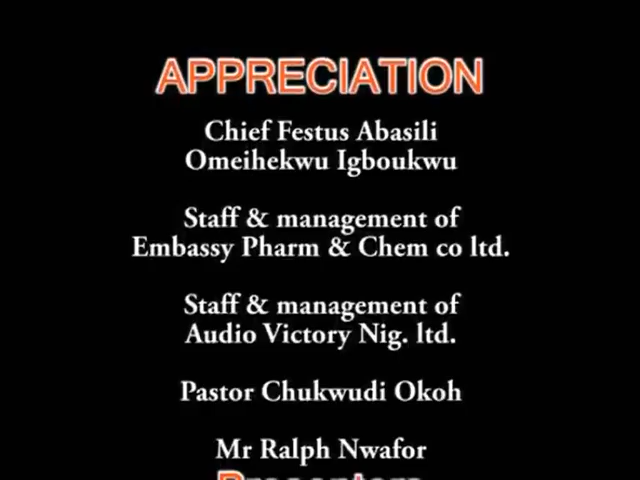 APPRECIATION
Chief Festus Abasili
Omeihekwu Igboukwu
Staff & management of
Embassy Pharm & Chem co ltd.
Staff & management of
Audio Victory Nig. ltd.
Pastor Chukwudi Okoh
Mr Ralph Nwafor